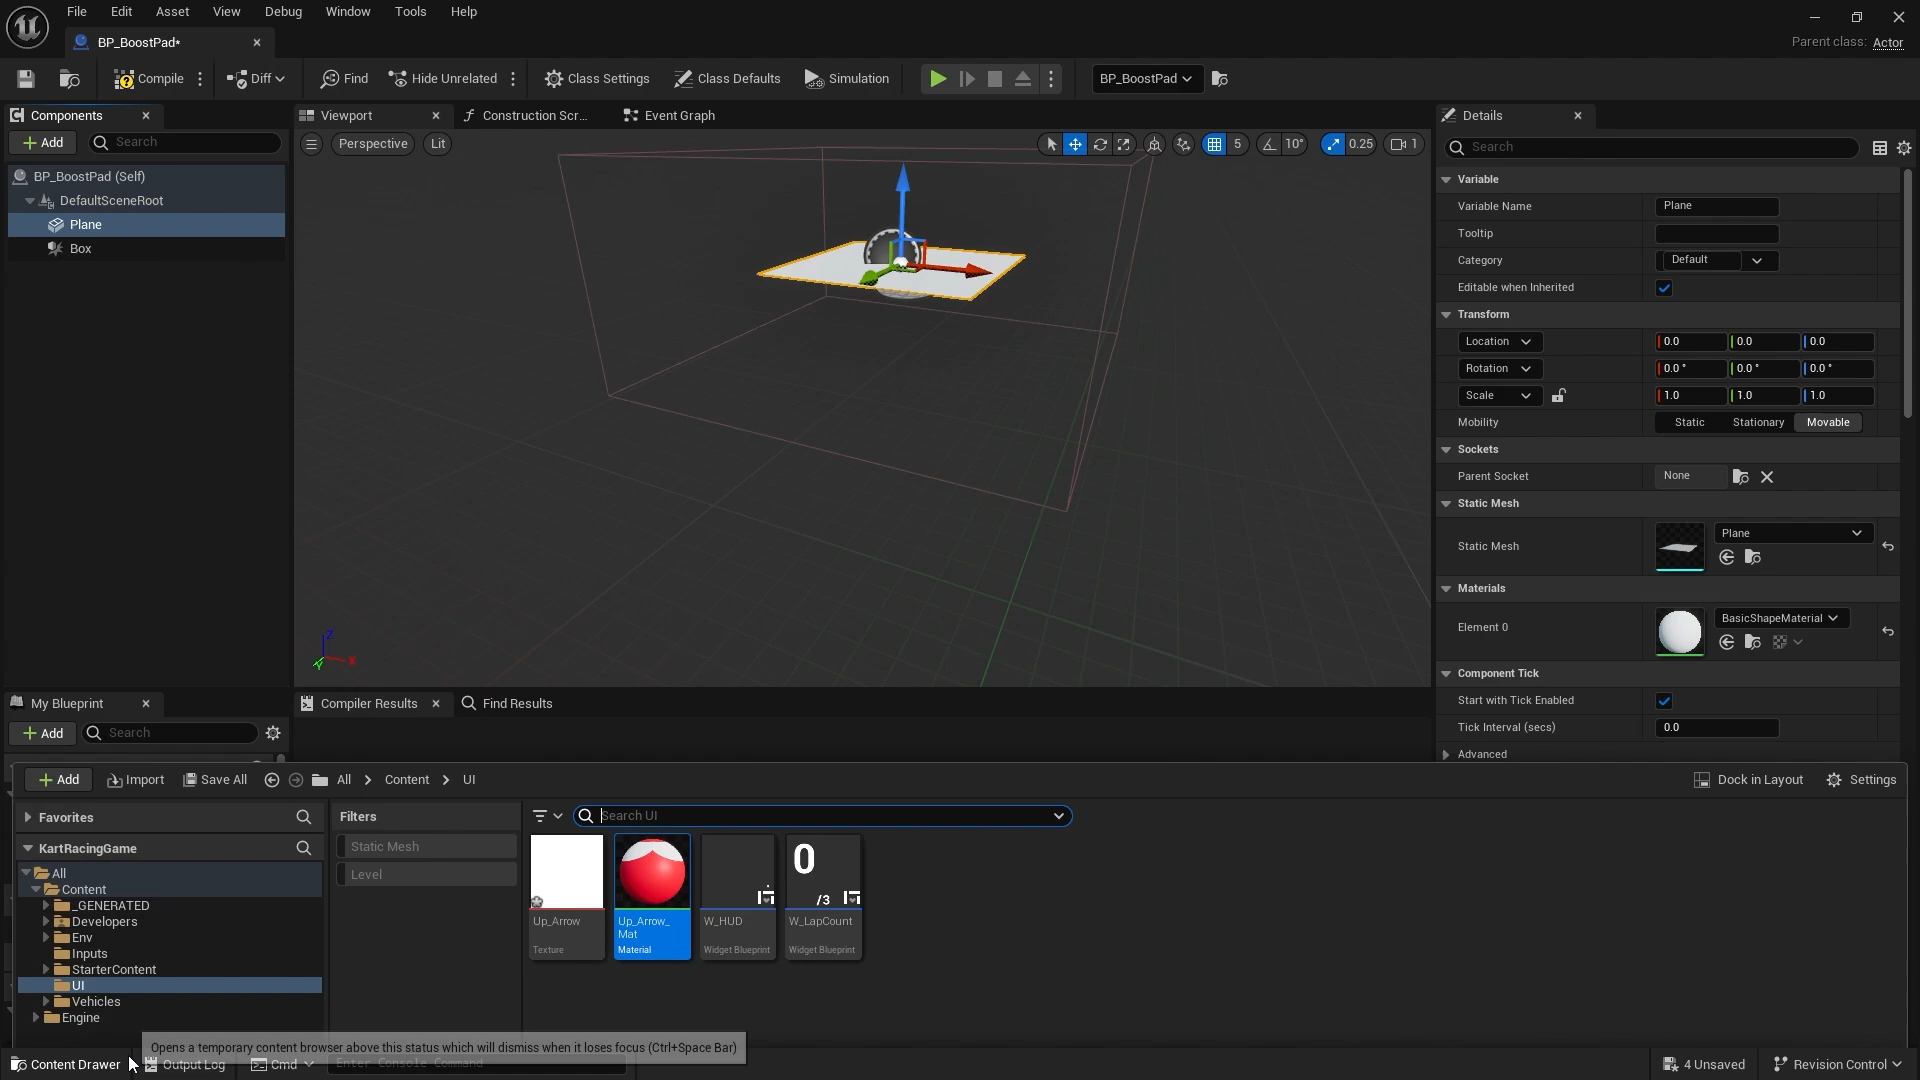 File Edit Asset View Debug Window Tools Help
BP_BoostPad*
Parent class: Actor
Compile Diff Find Hide Unrelated Class Settings Class Defaults Simulation BP_BoostPad
Components
Add Search
BP_BoostPad (Self)
DefaultSceneRoot
Plane
Box
Viewport Construction Scr... Event Graph
Perspective Lit 5 10° 0.25 1
Z
Y X
Details
Search
Variable
Variable Name Plane
Tooltip
Category Default
Editable when Inherited
Transform
Location 0.0 0.0 0.0
Rotation 0.0 ° 0.0 ° 0.0 °
Scale 1.0 1.0 1.0
Mobility Static Stationary Movable
Sockets
Parent Socket None
Static Mesh
Static Mesh Plane
Materials
Element 0 BasicShapeMaterial
Component Tick
Start with Tick Enabled
Tick Interval (secs) 0.0
Advanced
My Blueprint
Add Search
Compiler Results Find Results
Add Import Save All All Content UI Dock in Layout Settings
Favorites
KartRacingGame
All
Content
_GENERATED
Developers
Env
Inputs
StarterContent
UI
Vehicles
Engine
Filters
Static Mesh
Level
Search UI
Up_Arrow
Texture
Up_Arrow_
Mat
Material
W_HUD
Widget Blueprint
0
/3
W_LapCount
Widget Blueprint
Opens a temporary content browser above this status which will dismiss when it loses focus (Ctrl+Space Bar)
Content Drawer Output Log Cmd Enter Console Command 4 Unsaved Revision Control